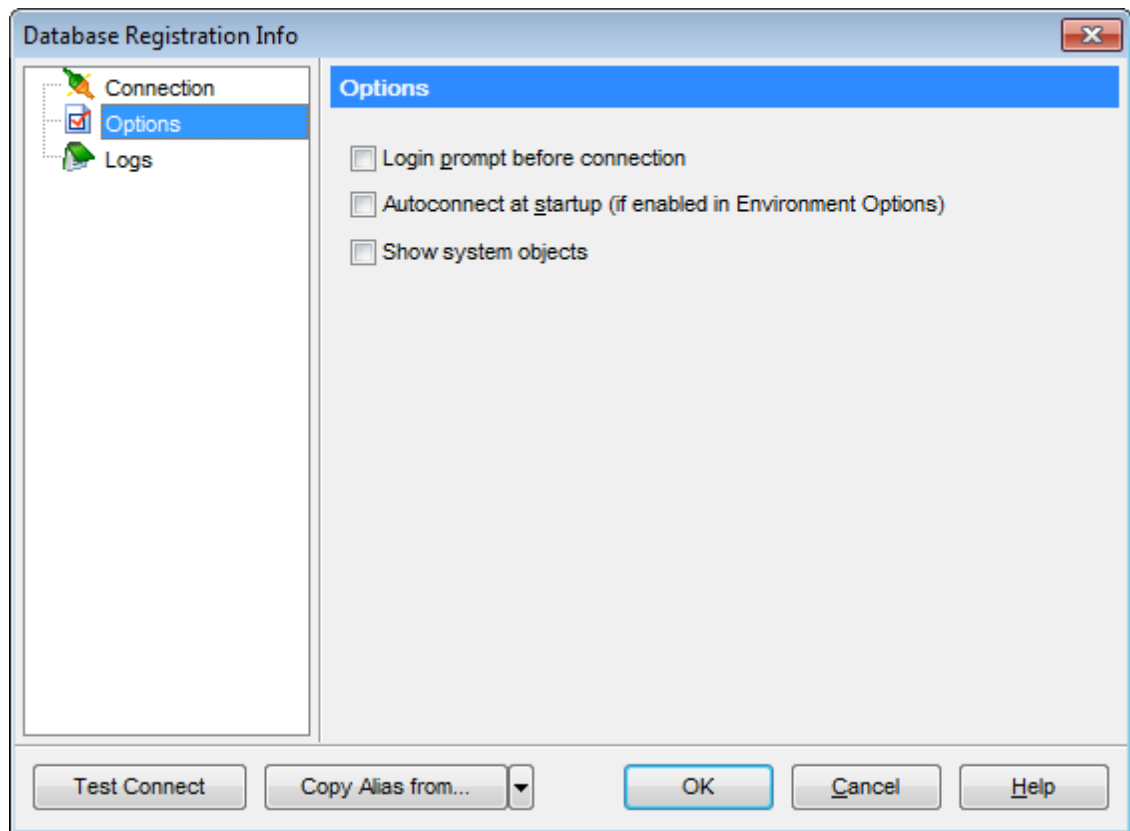 Database Registration Info
Connection
Options
Logs
Options
Login prompt before connection
Autoconnect at startup (if enabled in Environment Options)
Show system objects
Test Connect
Copy Alias from...
OK
Cancel
Help